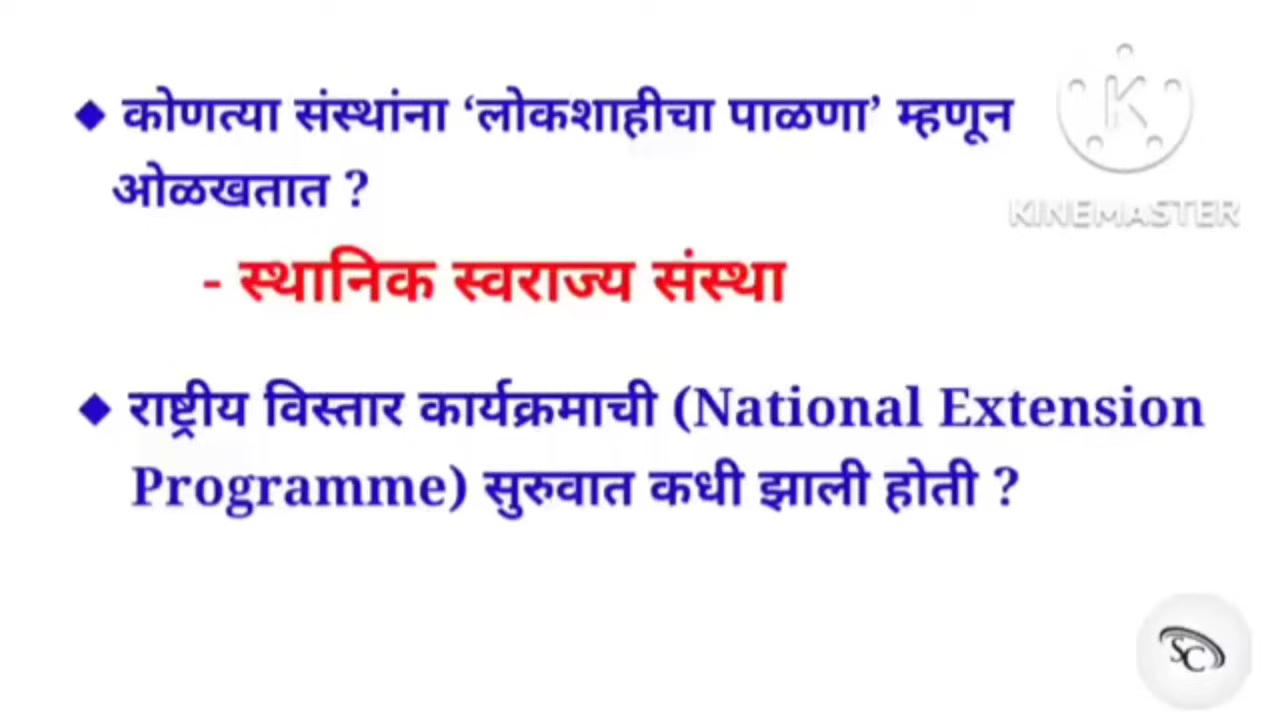 ◆ कोणत्या संस्थांना ‘लोकशाहीचा पाळणा’ म्हणून
ओळखतात ?
- स्थानिक स्वराज्य संस्था
◆ राष्ट्रीय विस्तार कार्यक्रमाची (National Extension
Programme) सुरुवात कधी झाली होती ?
K
KINEMASTER
SC